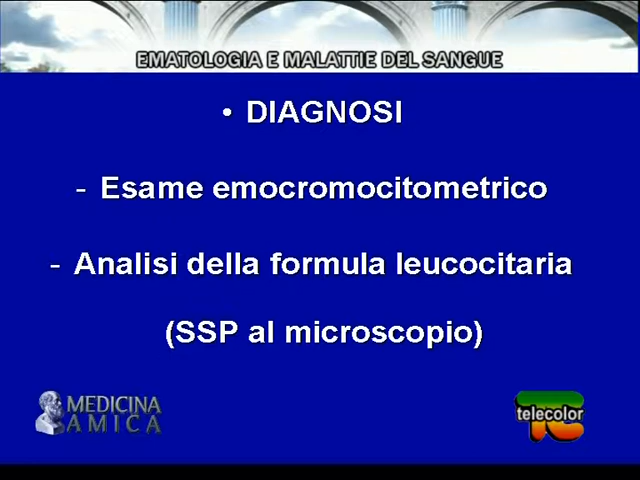 EMATOLOGIA E MALATTIE DEL SANGUE
• DIAGNOSI
- Esame emocromocitometrico
- Analisi della formula leucocitaria
(SSP al microscopio)
MEDICINA
AMICA
telecolor